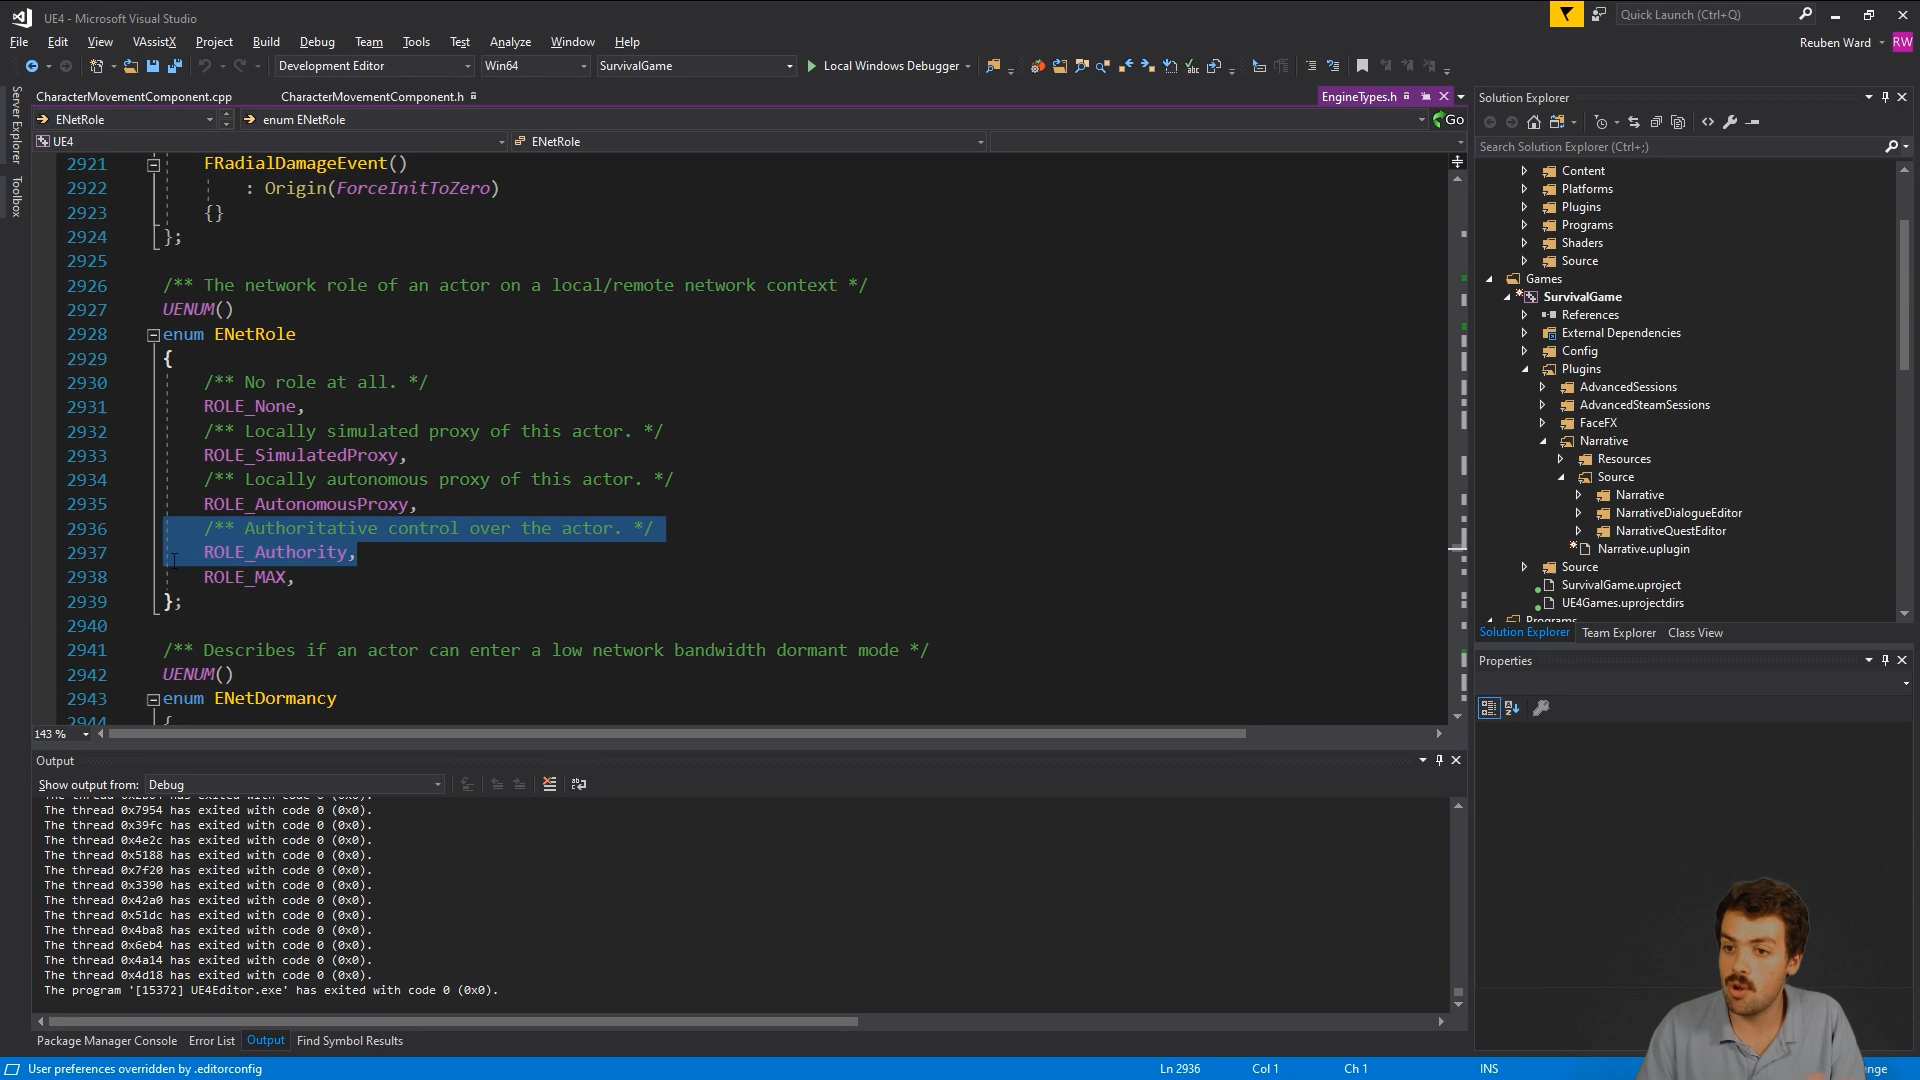 UE4 - Microsoft Visual Studio
Quick Launch (Ctrl+Q)
File Edit View VAssistX Project Build Debug Team Tools Test Analyze Window Help
Reuben Ward RW
Development Editor Win64 SurvivalGame Local Windows Debugger
Server Explorer
Toolbox
CharacterMovementComponent.cpp CharacterMovementComponent.h EngineTypes.h
ENetRole enum ENetRole Go
UE4 ENetRole
2921 FRadialDamageEvent()
2922 : Origin(ForceInitToZero)
2923 {}
2924 };
2925
2926 /** The network role of an actor on a local/remote network context */
2927 UENUM()
2928 enum ENetRole
2929 {
2930 /** No role at all. */
2931 ROLE_None,
2932 /** Locally simulated proxy of this actor. */
2933 ROLE_SimulatedProxy,
2934 /** Locally autonomous proxy of this actor. */
2935 ROLE_AutonomousProxy,
2936 /** Authoritative control over the actor. */
2937 ROLE_Authority,
2938 ROLE_MAX,
2939 };
2940
2941 /** Describes if an actor can enter a low network bandwidth dormant mode */
2942 UENUM()
2943 enum ENetDormancy
2944 {
143 %
Output
Show output from: Debug
The thread 0x7954 has exited with code 0 (0x0).
The thread 0x39fc has exited with code 0 (0x0).
The thread 0x4e2c has exited with code 0 (0x0).
The thread 0x5188 has exited with code 0 (0x0).
The thread 0x7f20 has exited with code 0 (0x0).
The thread 0x3390 has exited with code 0 (0x0).
The thread 0x42a0 has exited with code 0 (0x0).
The thread 0x51dc has exited with code 0 (0x0).
The thread 0x4ba8 has exited with code 0 (0x0).
The thread 0x6eb4 has exited with code 0 (0x0).
The thread 0x4a14 has exited with code 0 (0x0).
The thread 0x4d18 has exited with code 0 (0x0).
The program '[15372] UE4Editor.exe' has exited with code 0 (0x0).
Package Manager Console Error List Output Find Symbol Results
Solution Explorer
Search Solution Explorer (Ctrl+;)
Content
Platforms
Plugins
Programs
Shaders
Source
Games
SurvivalGame
References
External Dependencies
Config
Plugins
AdvancedSessions
AdvancedSteamSessions
FaceFX
Narrative
Resources
Source
Narrative
NarrativeDialogueEditor
NarrativeQuestEditor
Narrative.uplugin
Source
SurvivalGame.uproject
UE4Games.uprojectdirs
Programs
Solution Explorer Team Explorer Class View
Properties
User preferences overridden by .editorconfig Ln 2936 Col 1 Ch 1 INS